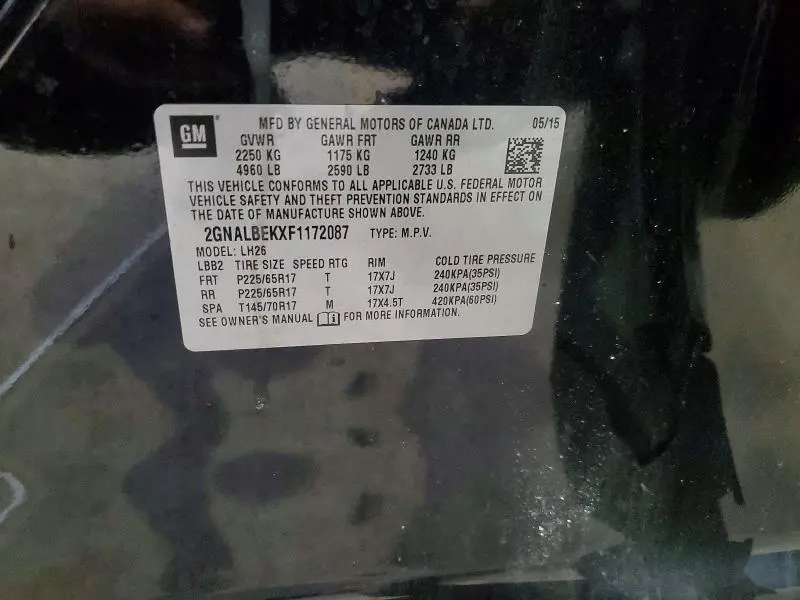 GM
MFD BY GENERAL MOTORS OF CANADA LTD. 05/15
GVWR GAWR FRT GAWR RR
2250 KG 1175 KG 1240 KG
4960 LB 2590 LB 2733 LB
THIS VEHICLE CONFORMS TO ALL APPLICABLE U.S. FEDERAL MOTOR
VEHICLE SAFETY AND THEFT PREVENTION STANDARDS IN EFFECT ON
THE DATE OF MANUFACTURE SHOWN ABOVE.
2GNALBEKXF1172087 TYPE: M.P.V.
MODEL: LH26
LBB2 TIRE SIZE SPEED RTG RIM COLD TIRE PRESSURE
FRT P225/65R17 T 17X7J 240KPA(35PSI)
RR P225/65R17 T 17X7J 240KPA(35PSI)
SPA T145/70R17 M 17X4.5T 420KPA(60PSI)
SEE OWNER'S MANUAL FOR MORE INFORMATION.